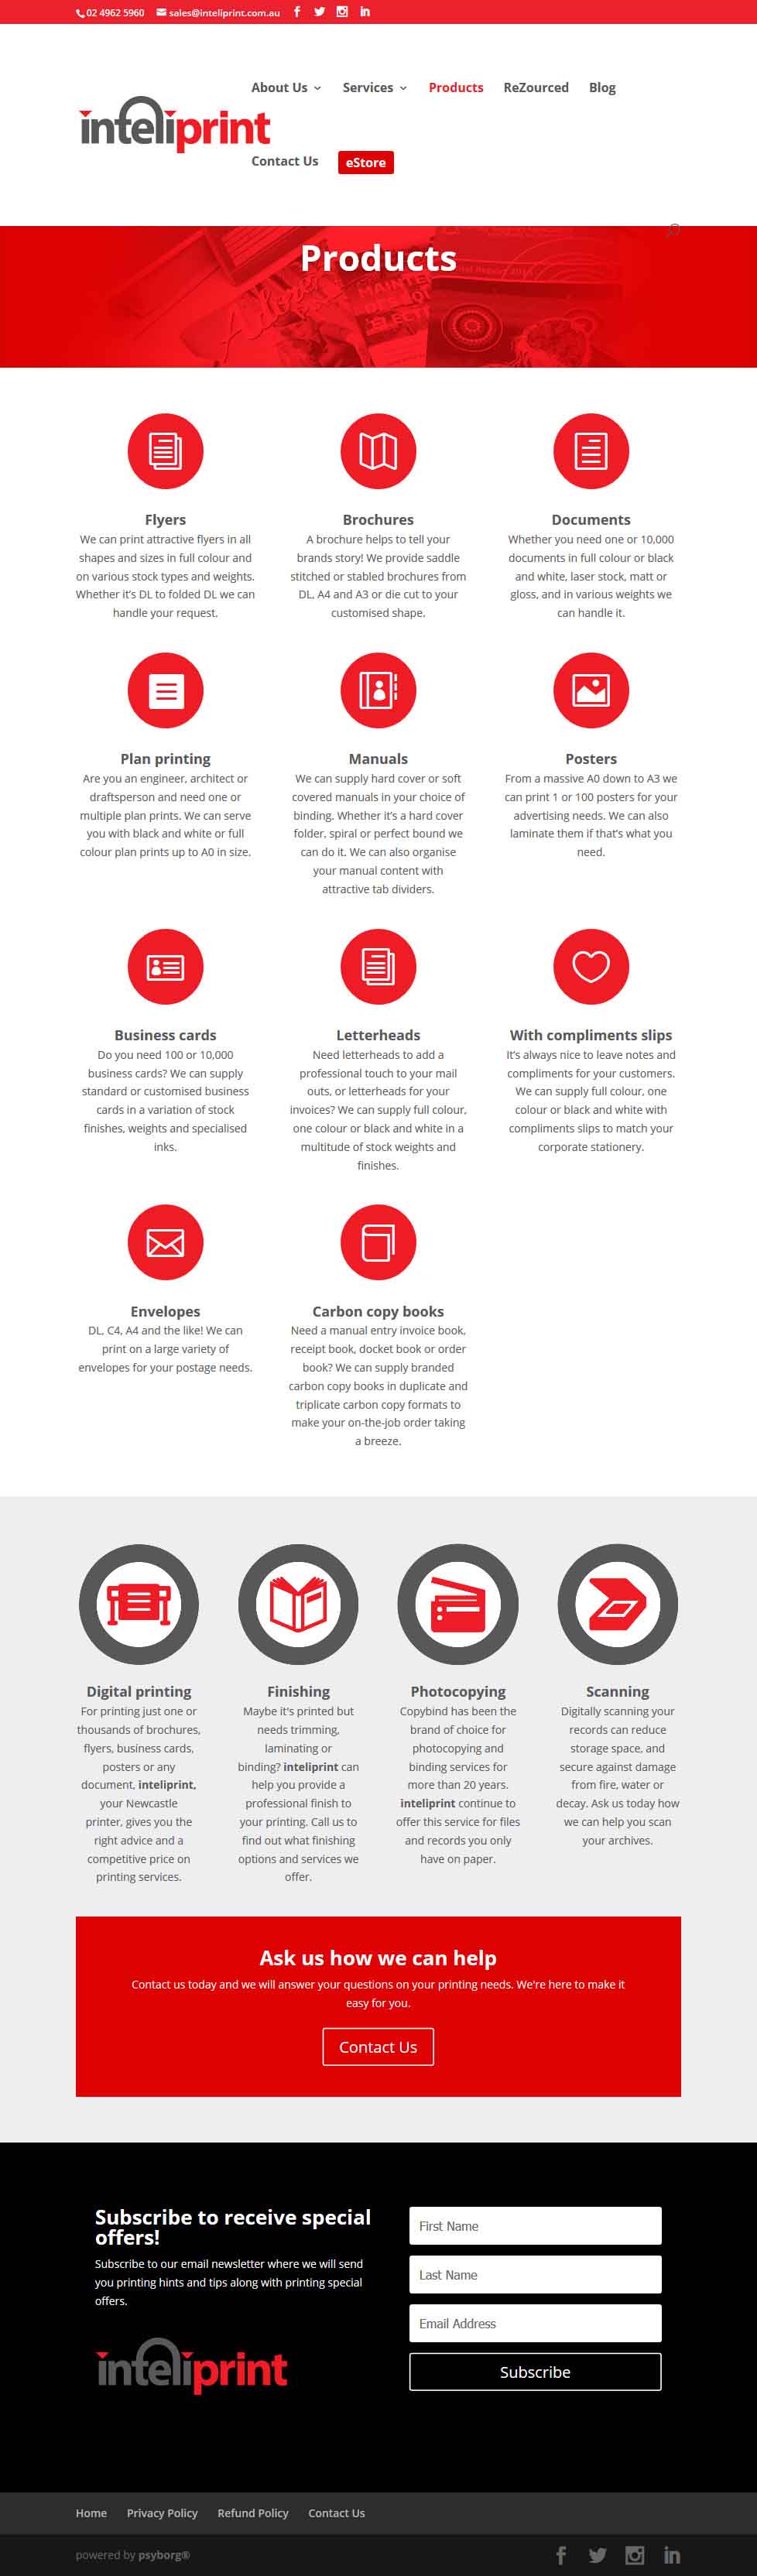 02 4962 5960 sales@inteliprint.com.au
About Us Services Products ReZourced Blog
inteliprint
Contact Us eStore
Products
Flyers
We can print attractive flyers in all
shapes and sizes in full colour and
on various stock types and weights.
Whether it's DL to folded DL we can
handle your request.
Brochures
A brochure helps to tell your
brands story! We provide saddle
stitched or stabled brochures from
DL, A4 and A3 or die cut to your
customised shape.
Documents
Whether you need one or 10,000
documents in full colour or black
and white, laser stock, matt or
gloss, and in various weights we
can handle it.
Plan printing
Are you an engineer, architect or
draftsperson and need one or
multiple plan prints. We can serve
you with black and white or full
colour plan prints up to A0 in size.
Manuals
We can supply hard cover or soft
covered manuals in your choice of
binding. Whether it's a hard cover
folder, spiral or perfect bound we
can do it. We can also organise
your manual content with
attractive tab dividers.
Posters
From a massive A0 down to A3 we
can print 1 or 100 posters for your
advertising needs. We can also
laminate them if that's what you
need.
Business cards
Do you need 100 or 10,000
business cards? We can supply
standard or customised business
cards in a variation of stock
finishes, weights and specialised
inks.
Letterheads
Need letterheads to add a
professional touch to your mail
outs, or letterheads for your
invoices? We can supply full colour,
one colour or black and white in a
multitude of stock weights and
finishes.
With compliments slips
It's always nice to leave notes and
compliments for your customers.
We can supply full colour, one
colour or black and white with
compliments slips to match your
corporate stationery.
Envelopes
DL, C4, A4 and the like! We can
print on a large variety of
envelopes for your postage needs.
Carbon copy books
Need a manual entry invoice book,
receipt book, docket book or order
book? We can supply branded
carbon copy books in duplicate and
triplicate carbon copy formats to
make your on-the-job order taking
a breeze.
Digital printing
For printing just one or
thousands of brochures,
flyers, business cards,
posters or any
document, inteliprint,
your Newcastle
printer, gives you the
right advice and a
competitive price on
printing services.
Finishing
Maybe it's printed but
needs trimming,
laminating or
binding? inteliprint can
help you provide a
professional finish to
your printing. Call us to
find out what finishing
options and services we
offer.
Photocopying
Copybind has been the
brand of choice for
photocopying and
binding services for
more than 20 years.
inteliprint continue to
offer this service for files
and records you only
have on paper.
Scanning
Digitally scanning your
records can reduce
storage space, and
secure against damage
from fire, water or
decay. Ask us today how
we can help you scan
your archives.
Ask us how we can help
Contact us today and we will answer your questions on your printing needs. We're here to make it
easy for you.
Contact Us
Subscribe to receive special
offers!
Subscribe to our email newsletter where we will send
you printing hints and tips along with printing special
offers.
inteliprint
First Name
Last Name
Email Address
Subscribe
Home Privacy Policy Refund Policy Contact Us
powered by psyborg®